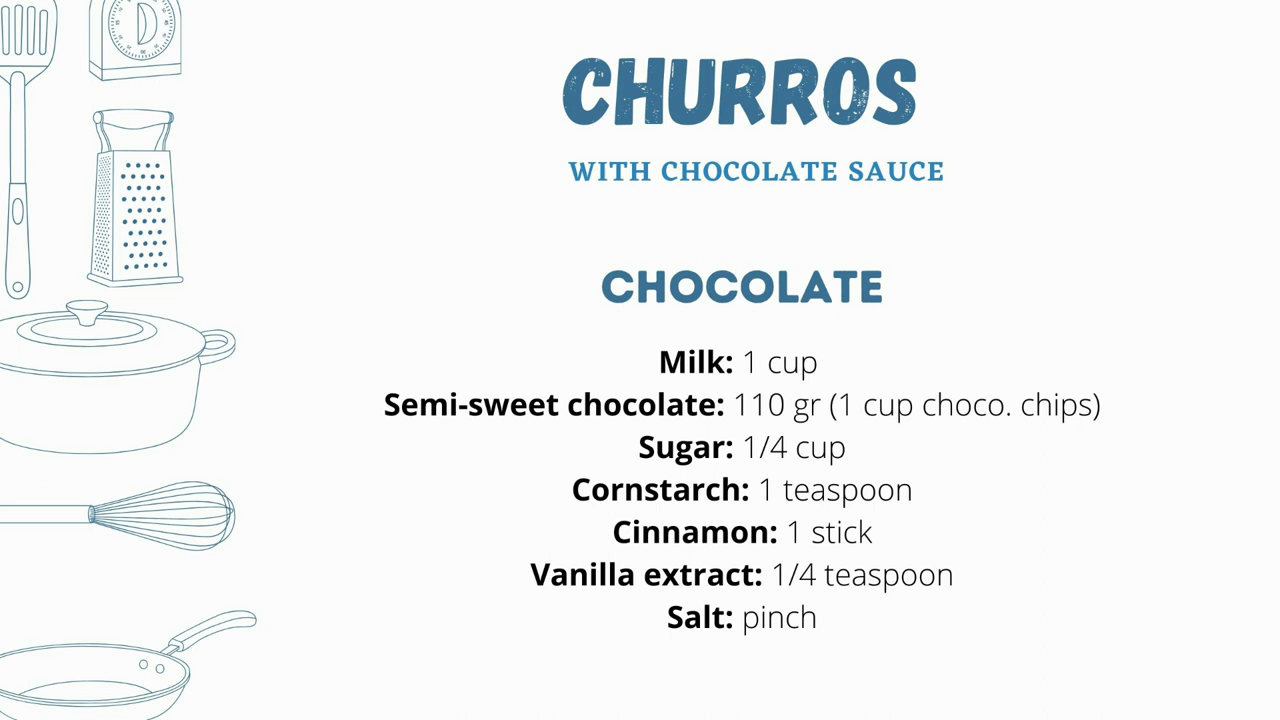 CHURROS
WITH CHOCOLATE SAUCE
CHOCOLATE
Milk: 1 cup
Semi-sweet chocolate: 110 gr (1 cup choco. chips)
Sugar: 1/4 cup
Cornstarch: 1 teaspoon
Cinnamon: 1 stick
Vanilla extract: 1/4 teaspoon
Salt: pinch